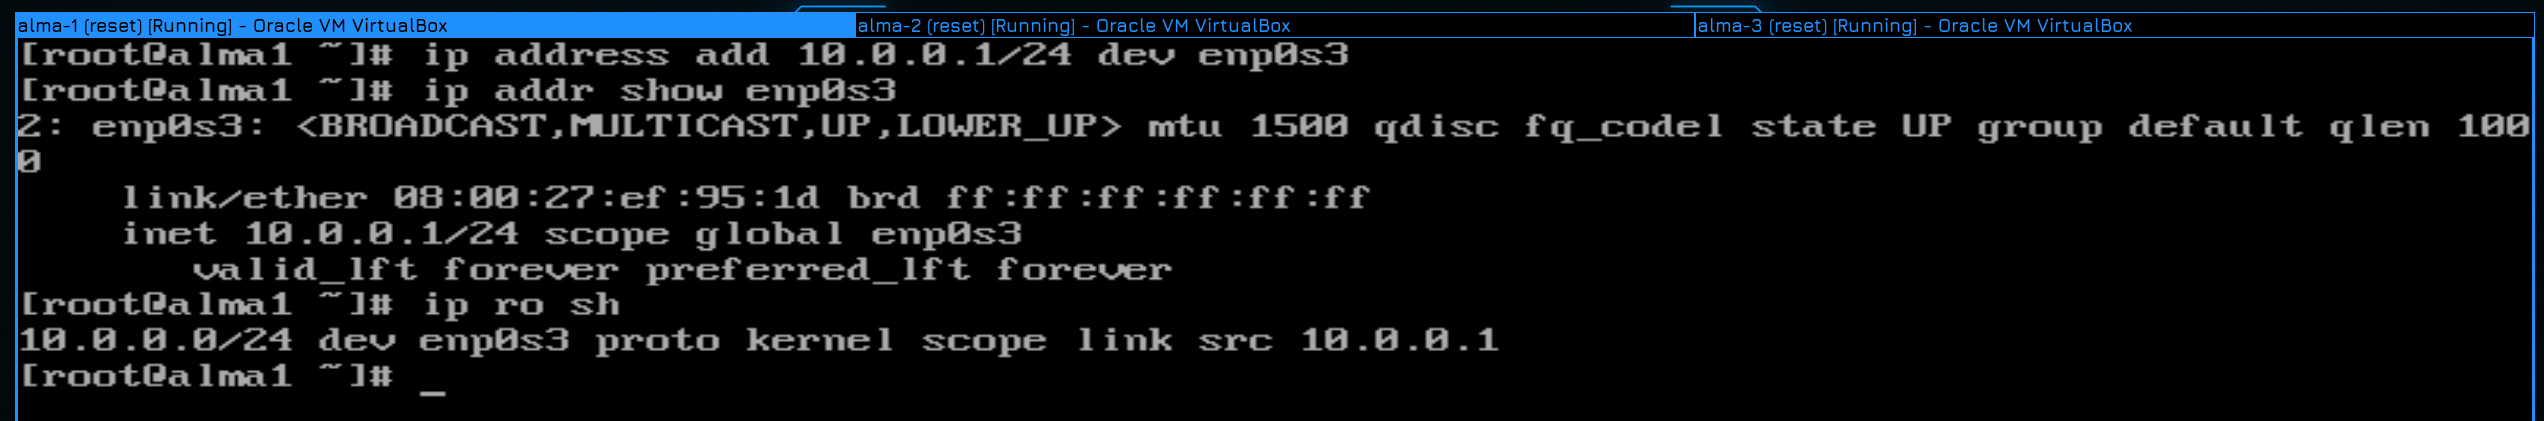 alma-1 (reset) [Running] - Oracle VM VirtualBox
alma-2 (reset) [Running] - Oracle VM VirtualBox
alma-3 (reset) [Running] - Oracle VM VirtualBox
[root@alma1 ~]# ip address add 10.0.0.1/24 dev enp0s3
[root@alma1 ~]# ip addr show enp0s3
2: enp0s3: <BROADCAST,MULTICAST,UP,LOWER_UP> mtu 1500 qdisc fq_codel state UP group default qlen 100
0
    link/ether 08:00:27:ef:95:1d brd ff:ff:ff:ff:ff:ff
    inet 10.0.0.1/24 scope global enp0s3
       valid_lft forever preferred_lft forever
[root@alma1 ~]# ip ro sh
10.0.0.0/24 dev enp0s3 proto kernel scope link src 10.0.0.1
[root@alma1 ~]# _